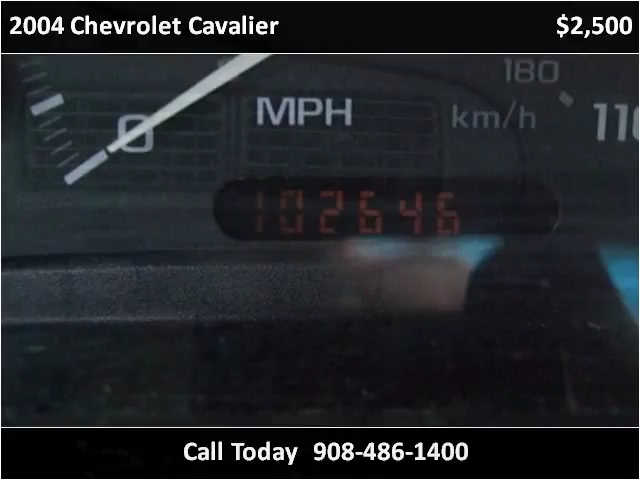 2004 Chevrolet Cavalier $2,500
180
0 MPH km/h
102646
Call Today 908-486-1400